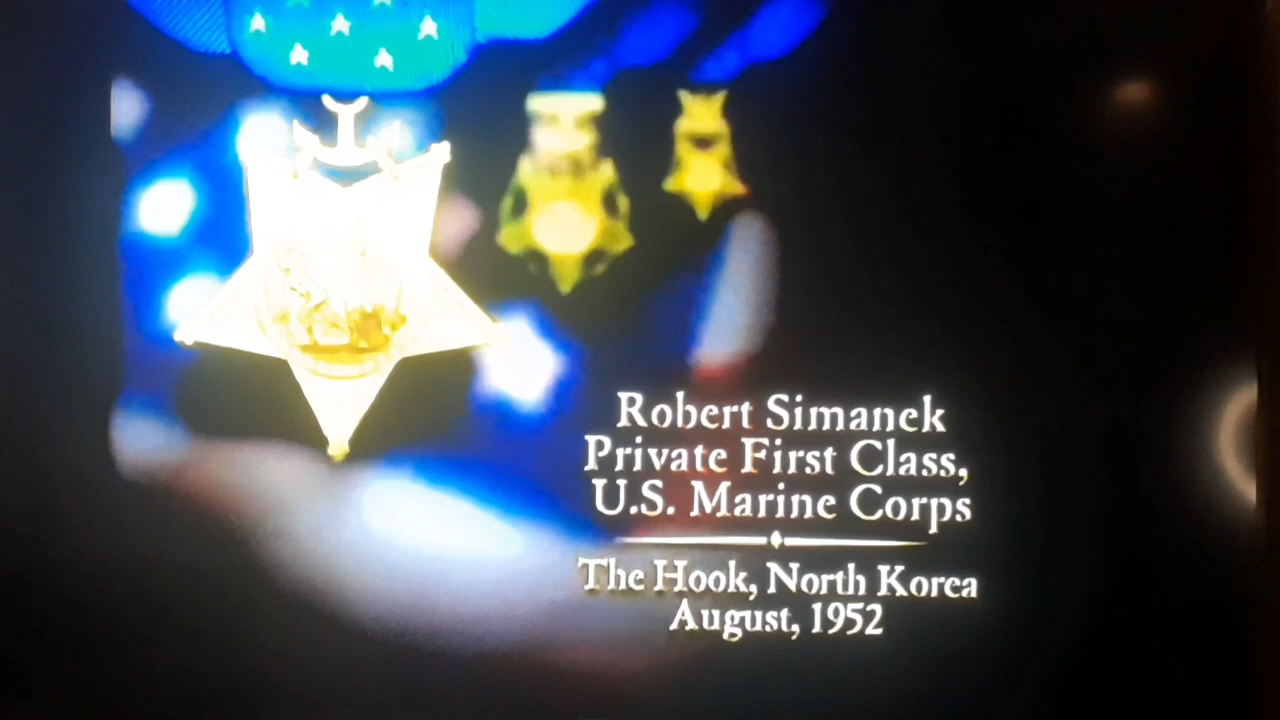 Robert Simanek
Private First Class,
U.S. Marine Corps
The Hook, North Korea
August, 1952